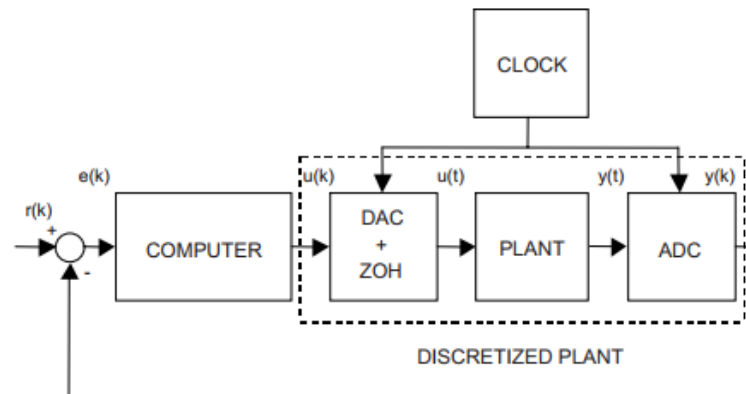 CLOCK
e(k)
u(k)
u(t)
y(t)
y(k)
r(k)
+
-
COMPUTER
DAC
+
ZOH
PLANT
ADC
DISCRETIZED PLANT